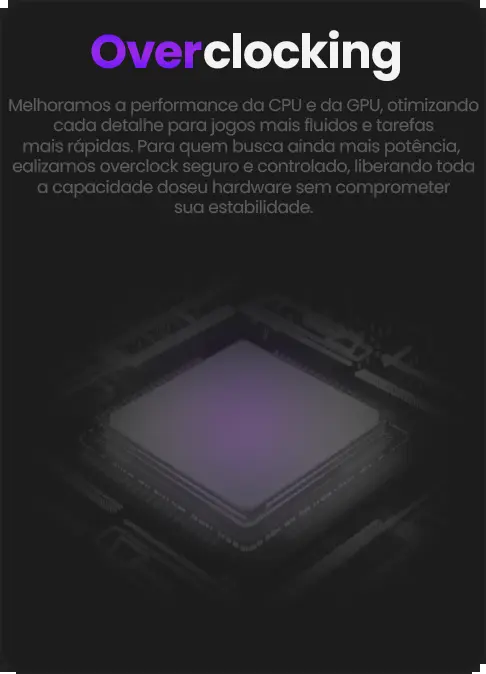 Overclocking
Melhoramos a performance da CPU e da GPU, otimizando
cada detalhe para jogos mais fluidos e tarefas
mais rápidas. Para quem busca ainda mais potência,
ealizamos overclock seguro e controlado, liberando toda
a capacidade doseu hardware sem comprometer
sua estabilidade.